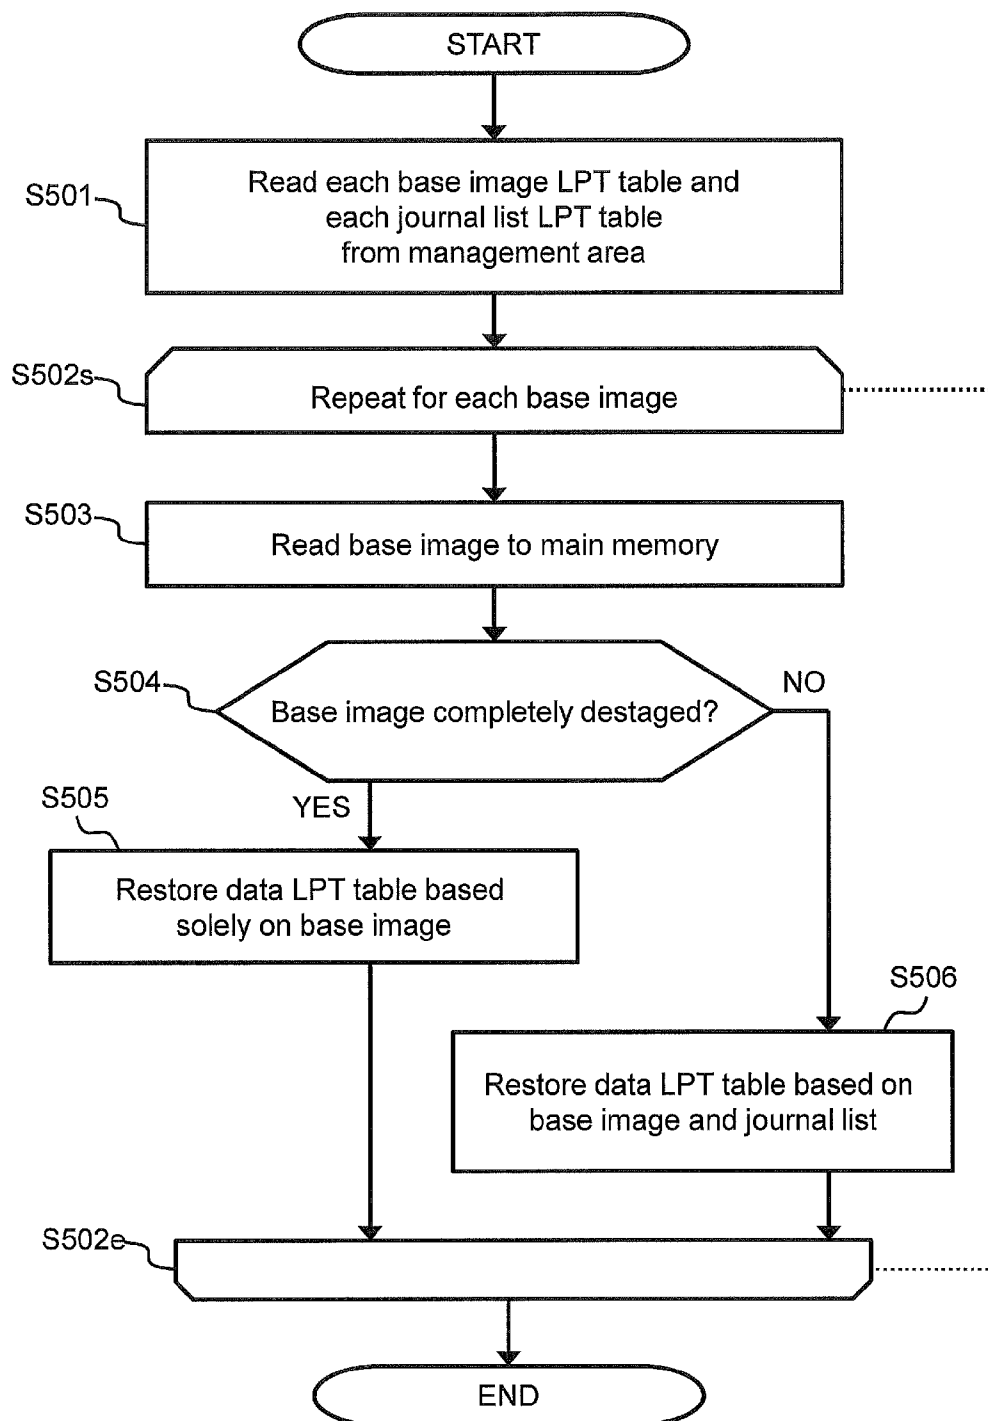 START
S501
Read each base image LPT table and
each journal list LPT table
from management area
S502s
Repeat for each base image
S503
Read base image to main memory
S504
Base image completely destaged?
NO
YES
S505
Restore data LPT table based
solely on base image
S506
Restore data LPT table based on
base image and journal list
S502e
END